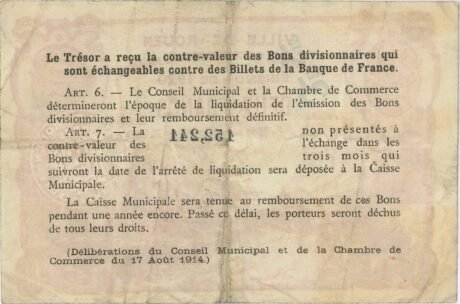 Le Trésor a reçu la contre-valeur des Bons divisionnaires qui
sont échangeables contre des Billets de la Banque de France.
ART. 6. — Le Conseil Municipal et la Chambre de Commerce
détermineront l'époque de la liquidation de l'émission des Bons
divisionnaires et leur remboursement définitif.
ART. 7. — La
contre-valeur des
Bons divisionnaires
152,241
non présentés à
l'échange dans les
trois mois qui
suivront la date de l'arrêté de liquidation sera déposée à la Caisse
Municipale.
La Caisse Municipale sera tenue au remboursement de ces Bons
pendant une année encore. Passé ce délai, les porteurs seront déchus
de tous leurs droits.
(Délibérations du Conseil Municipal et de la Chambre de
Commerce du 17 Août 1914.)